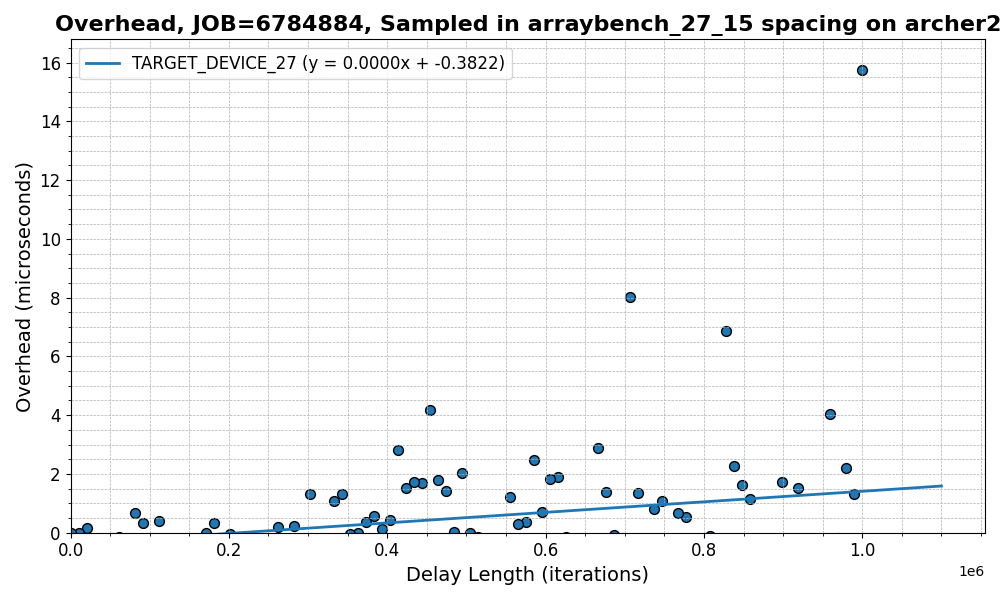 Overhead, JOB=6784884, Sampled in arraybench_27_15 spacing on archer2
TARGET_DEVICE_27 (y = 0.0000x + -0.3822)
Overhead (microseconds)
16
14
12
10
8
6
4
2
0
0.0 0.2 0.4 0.6 0.8 1.0
1e6
Delay Length (iterations)